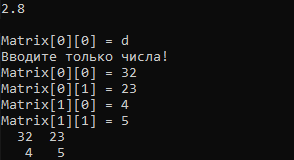 2.8
Matrix[0][0] = d
Вводите только числа!
Matrix[0][0] = 32
Matrix[0][1] = 23
Matrix[1][0] = 4
Matrix[1][1] = 5
32 23
4 5